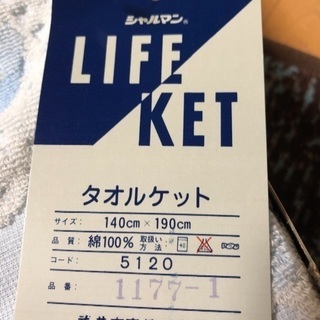 シャルマン®
LIFE
KET
タオルケット
サイズ: 140cm×190cm
品質: 綿100% 取扱い方法:
コード: 5120
品番: 1177-1